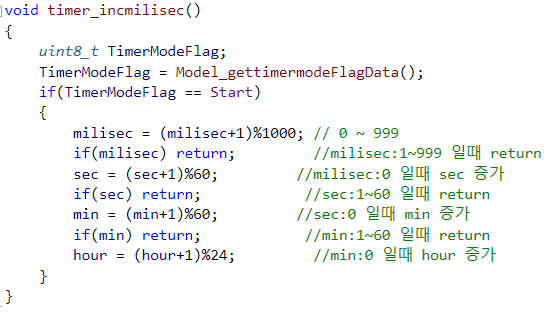 void timer_incmilisec()
{
uint8_t TimerModeFlag;
TimerModeFlag = Model_gettimermodeFlagData();
if(TimerModeFlag == Start)
{
milisec = (milisec+1)%1000; // 0 ~ 999
if(milisec) return; //milisec:1~999 일때 return
sec = (sec+1)%60; //milisec:0 일때 sec 증가
if(sec) return; //sec:1~60 일때 return
min = (min+1)%60; //sec:0 일때 min 증가
if(min) return; //min:1~60 일때 return
hour = (hour+1)%24; //min:0 일때 hour 증가
}
}